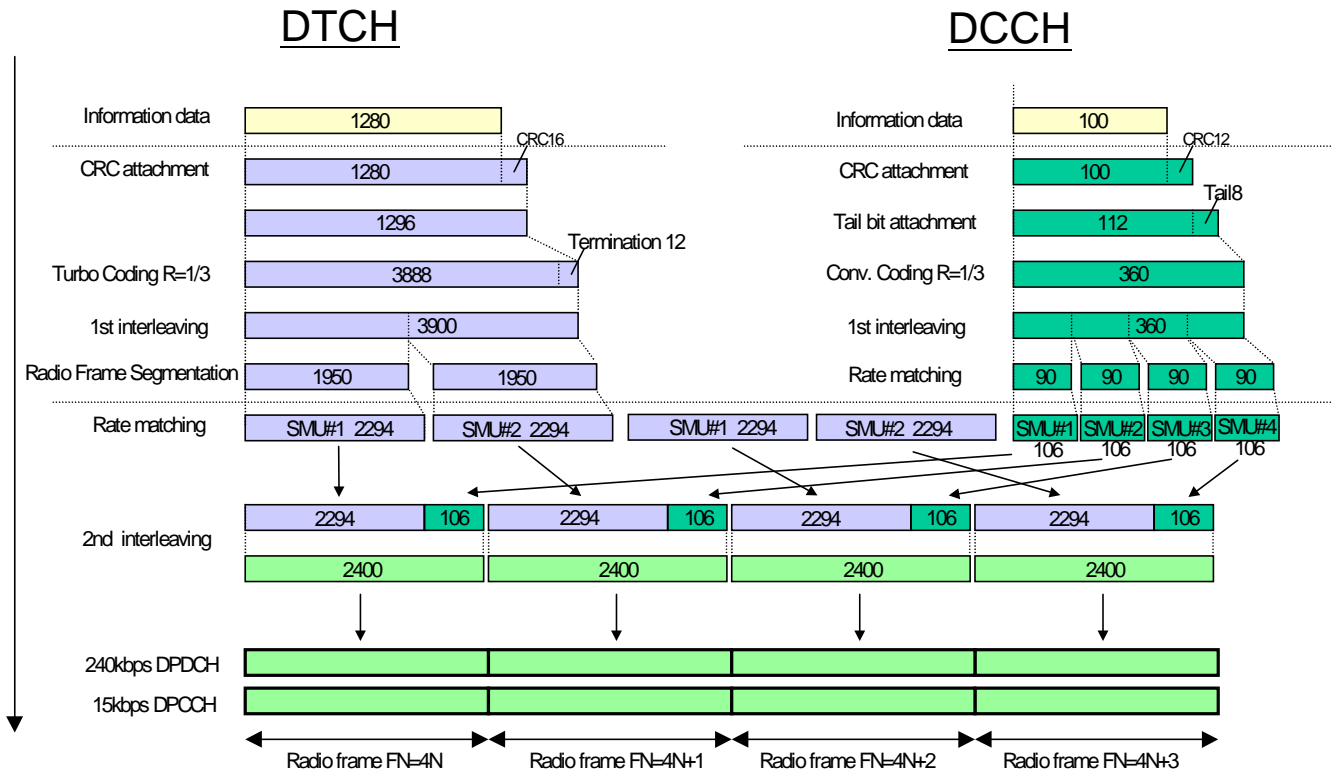 DTCH DCCH
Information data 1280 Information data 100
CRC16 CRC12
CRC attachment 1280 CRC attachment 100
Tail8
1296 Tail bit attachment 112
Termination 12
Turbo Coding R=1/3 3888 Conv. Coding R=1/3 360
1st interleaving 3900 1st interleaving 360
Radio Frame Segmentation 1950 1950 Rate matching 90 90 90 90
Rate matching SMU#1 2294 SMU#2 2294 SMU#1 2294 SMU#2 2294 SMU#1 SMU#2 SMU#3 SMU#4
106 106 106 106
2294 106 2294 106 2294 106 2294 106
2nd interleaving
2400 2400 2400 2400
240kbps DPDCH
15kbps DPCCH
Radio frame FN=4N Radio frame FN=4N+1 Radio frame FN=4N+2 Radio frame FN=4N+3